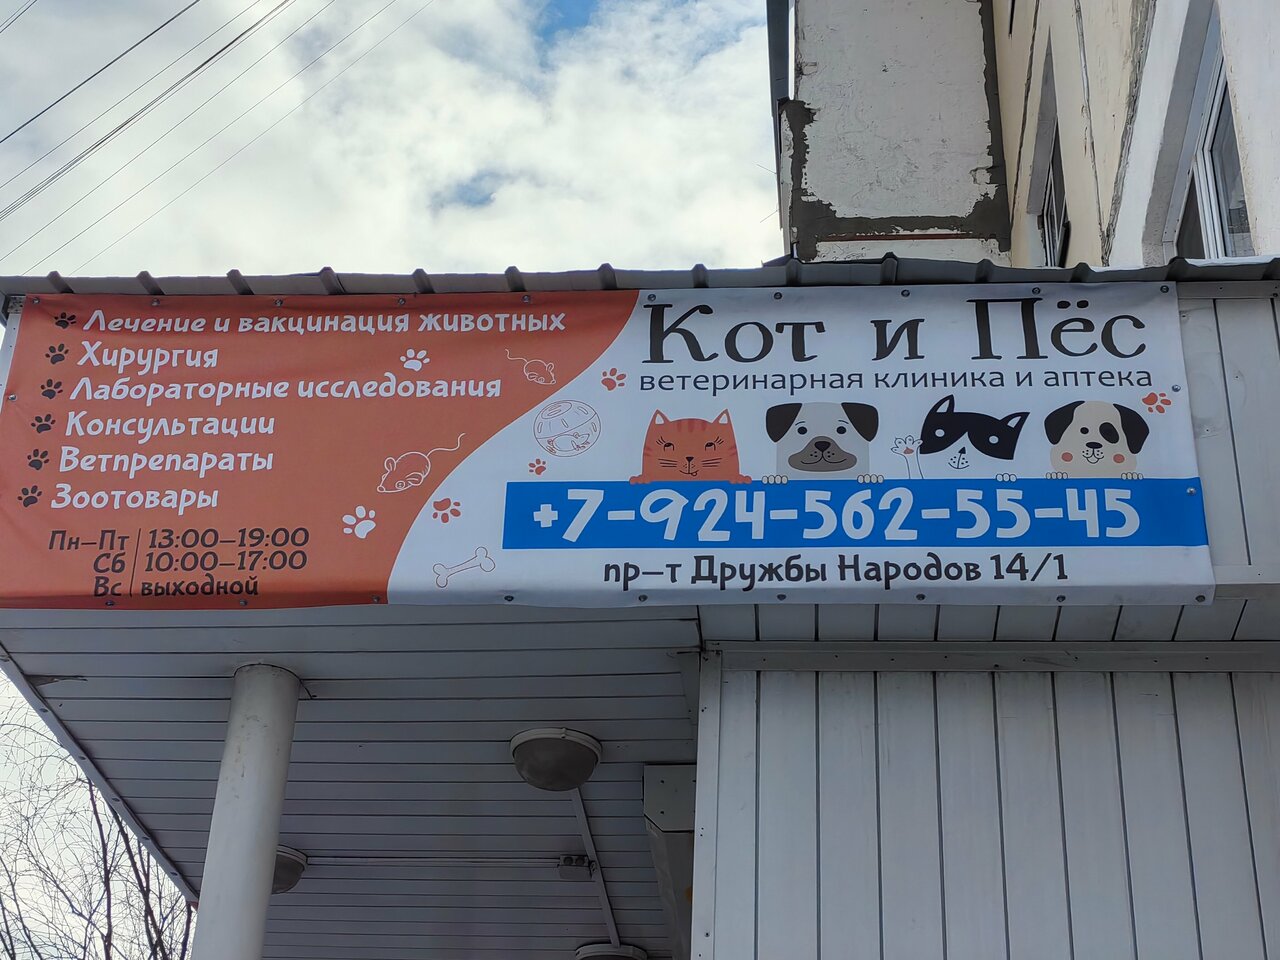 Лечение и вакцинация животных
Хирургия
Лабораторные исследования
Консультации
Ветпрепараты
Зоотовары
Пн–Пт 13:00–19:00
Сб 10:00–17:00
Вс выходной
Кот и Пёс
ветеринарная клиника и аптека
+7-924-562-55-45
пр-т Дружбы Народов 14/1